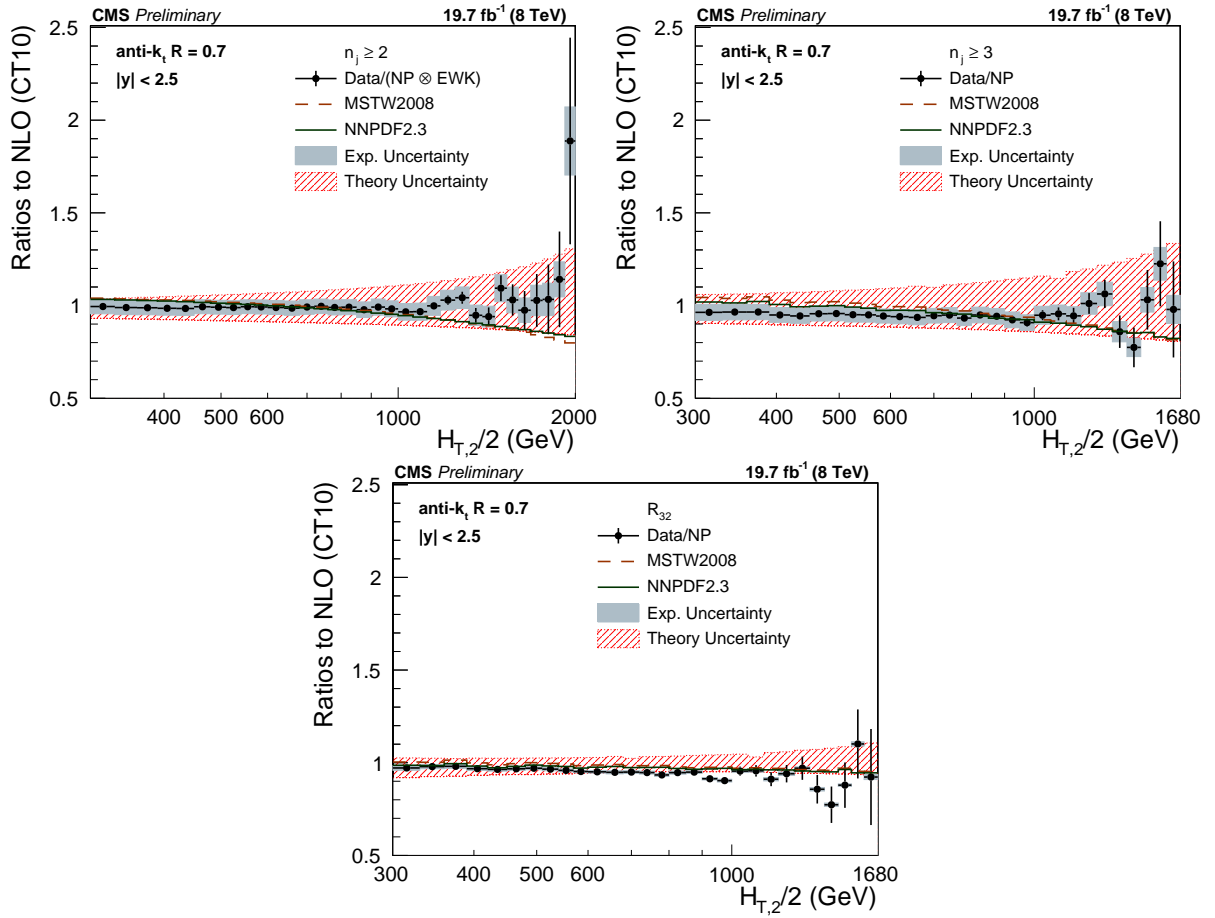 CMS Preliminary 19.7 fb⁻¹ (8 TeV)
Ratios to NLO (CT10)
2.5
2
1.5
1
0.5
anti-kₜ R = 0.7
|y| < 2.5
n_j ≥ 2
Data/(NP ⊗ EWK)
MSTW2008
NNPDF2.3
Exp. Uncertainty
Theory Uncertainty
400 500 600 1000 2000
H_T,2/2 (GeV)
CMS Preliminary 19.7 fb⁻¹ (8 TeV)
Ratios to NLO (CT10)
2.5
2
1.5
1
0.5
anti-kₜ R = 0.7
|y| < 2.5
n_j ≥ 3
Data/NP
MSTW2008
NNPDF2.3
Exp. Uncertainty
Theory Uncertainty
300 400 500 600 1000 1680
H_T,2/2 (GeV)
CMS Preliminary 19.7 fb⁻¹ (8 TeV)
Ratios to NLO (CT10)
2.5
2
1.5
1
0.5
anti-kₜ R = 0.7
|y| < 2.5
R₃₂
Data/NP
MSTW2008
NNPDF2.3
Exp. Uncertainty
Theory Uncertainty
300 400 500 600 1000 1680
H_T,2/2 (GeV)